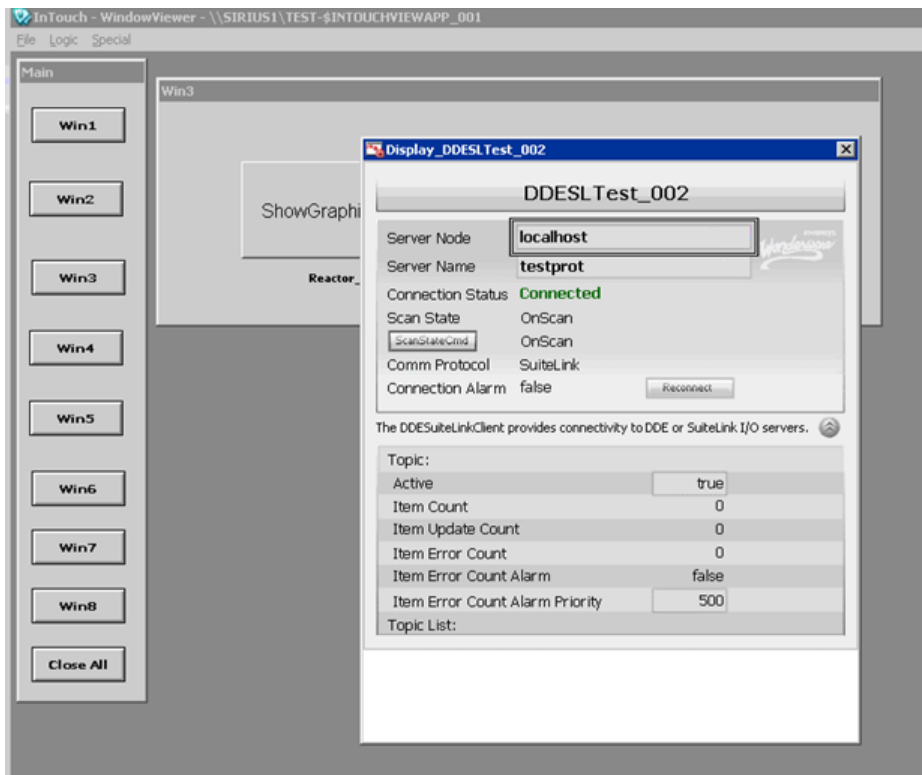 InTouch - WindowViewer - \\SIRIUS1\TEST-$INTOUCHVIEWAPP_001
File Logic Special
Main
Win1
Win2
Win3
Win4
Win5
Win6
Win7
Win8
Close All
Win3
ShowGraphi
Reactor_
Display_DDESLTest_002
DDESLTest_002
Server Node localhost
Server Name testprot
Wonderware
Connection Status Connected
Scan State OnScan
ScanStateCmd OnScan
Comm Protocol SuiteLink
Connection Alarm false Reconnect
The DDESuiteLinkClient provides connectivity to DDE or SuiteLink I/O servers.
Topic:
Active true
Item Count 0
Item Update Count 0
Item Error Count 0
Item Error Count Alarm false
Item Error Count Alarm Priority 500
Topic List: